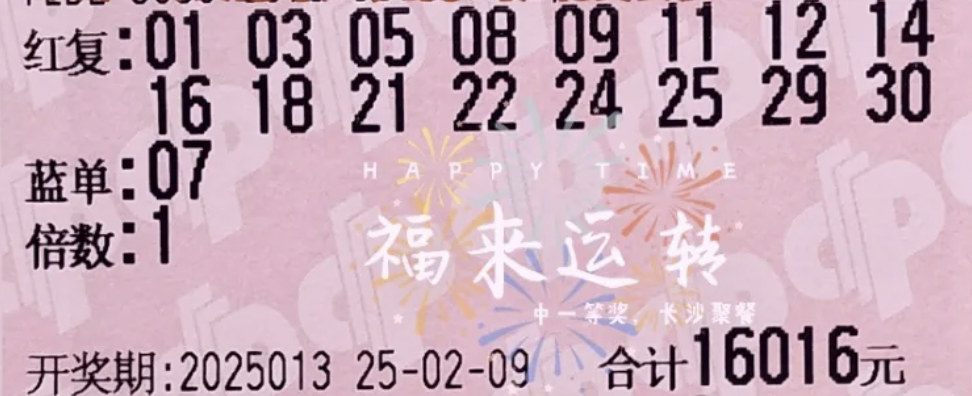 红复:01 03 05 08 09 11 12 14
16 18 21 22 24 25 29 30
蓝单:07
倍数:1
HAPPY TIME
福来运转
中一等奖，长沙聚餐
开奖期:2025013 25-02-09 合计16016元